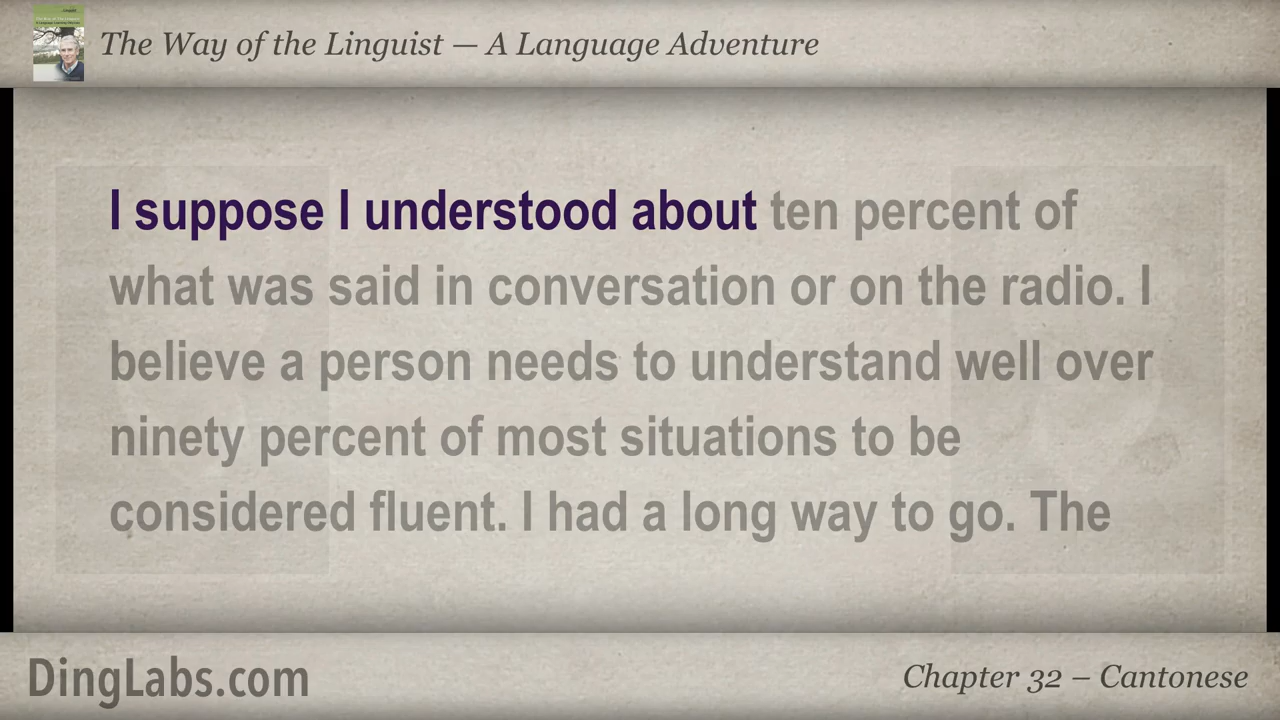 The Way of the Linguist — A Language Adventure
I suppose I understood about ten percent of
what was said in conversation or on the radio. I
believe a person needs to understand well over
ninety percent of most situations to be
considered fluent. I had a long way to go. The
DingLabs.com
Chapter 32 – Cantonese